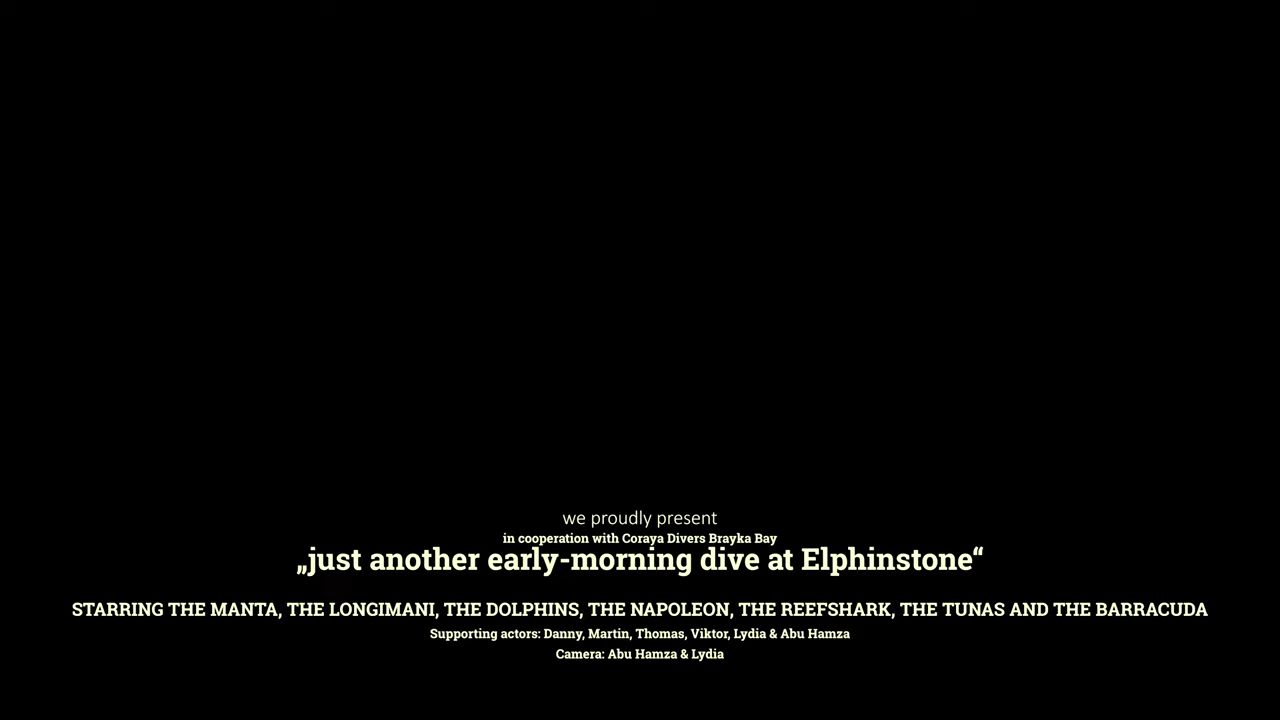 we proudly present
in cooperation with Coraya Divers Brayka Bay
„just another early-morning dive at Elphinstone“
STARRING THE MANTA, THE LONGIMANI, THE DOLPHINS, THE NAPOLEON, THE REEFSHARK, THE TUNAS AND THE BARRACUDA
Supporting actors: Danny, Martin, Thomas, Viktor, Lydia & Abu Hamza
Camera: Abu Hamza & Lydia